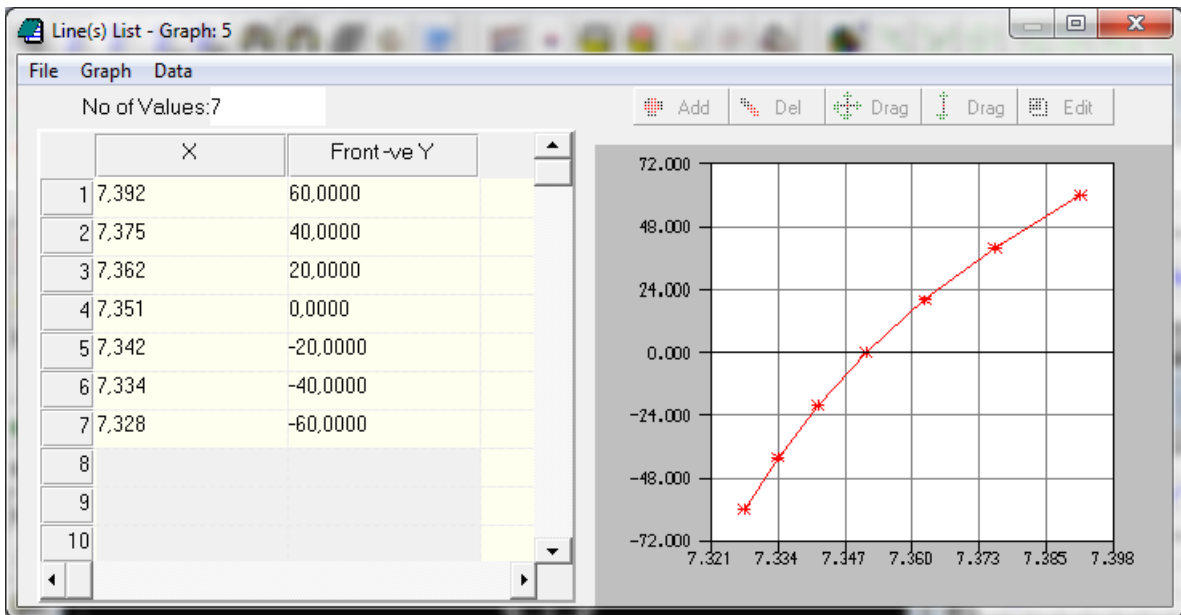 Line(s) List - Graph: 5
File Graph Data
No of Values:7
Add Del Drag Drag Edit
X Front-ve Y
1 7,392 60,0000
2 7,375 40,0000
3 7,362 20,0000
4 7,351 0,0000
5 7,342 -20,0000
6 7,334 -40,0000
7 7,328 -60,0000
8
9
10
72.000
48.000
24.000
0.000
-24.000
-48.000
-72.000
7.321 7.334 7.347 7.360 7.373 7.385 7.398